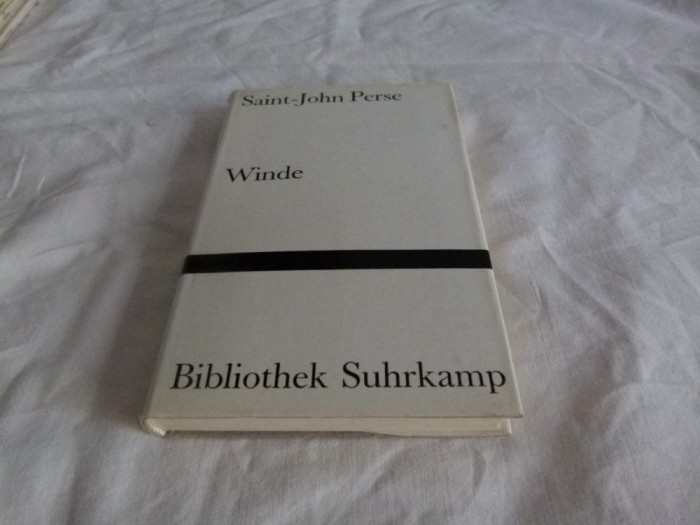 Saint-John Perse
Winde
Bibliothek Suhrkamp